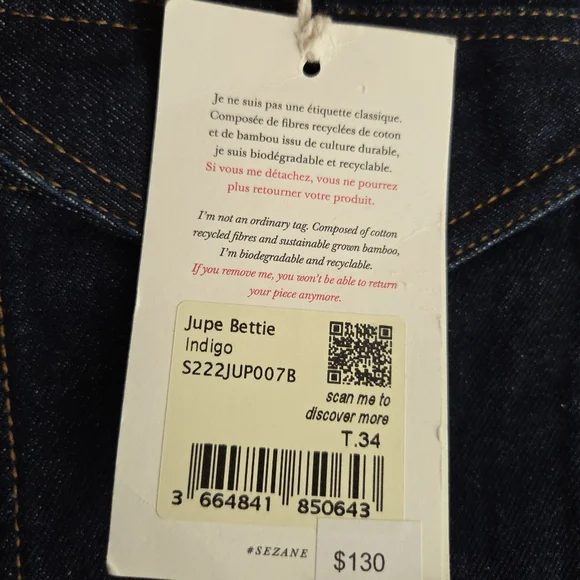 Je ne suis pas une étiquette classique.
Composée de fibres recyclées de coton
et de bambou issu de culture durable,
je suis biodégradable et recyclable.
Si vous me détachez, vous ne pourrez
plus retourner votre produit.
I'm not an ordinary tag. Composed of cotton
recycled fibres and sustainable grown bamboo,
I'm biodegradable and recyclable.
If you remove me, you won't be able to return
your piece anymore.
Jupe Bettie
Indigo
S222JUP007B
scan me to
discover more
T.34
3 664841 850643
#SEZANE
$130